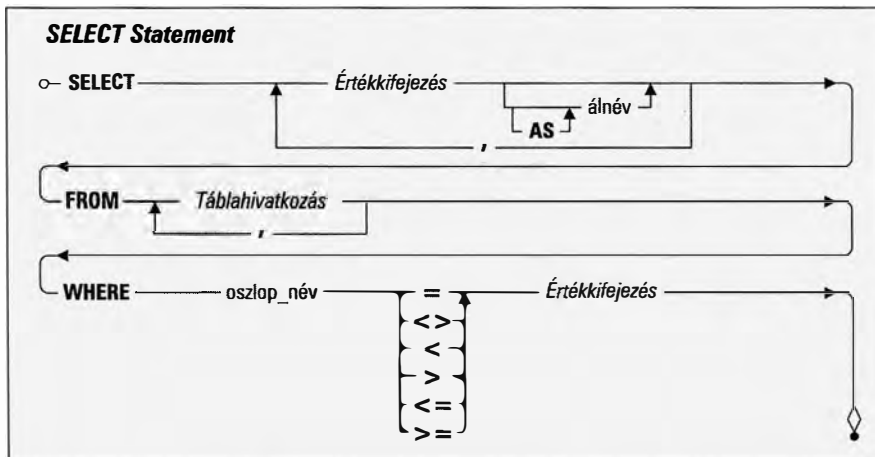 SELECT Statement
SELECT Értékkifejezés álnév
AS
,
FROM Táblahivatkozás
,
WHERE oszlop_név = Értékkifejezés
<>
<
>
<=
>=